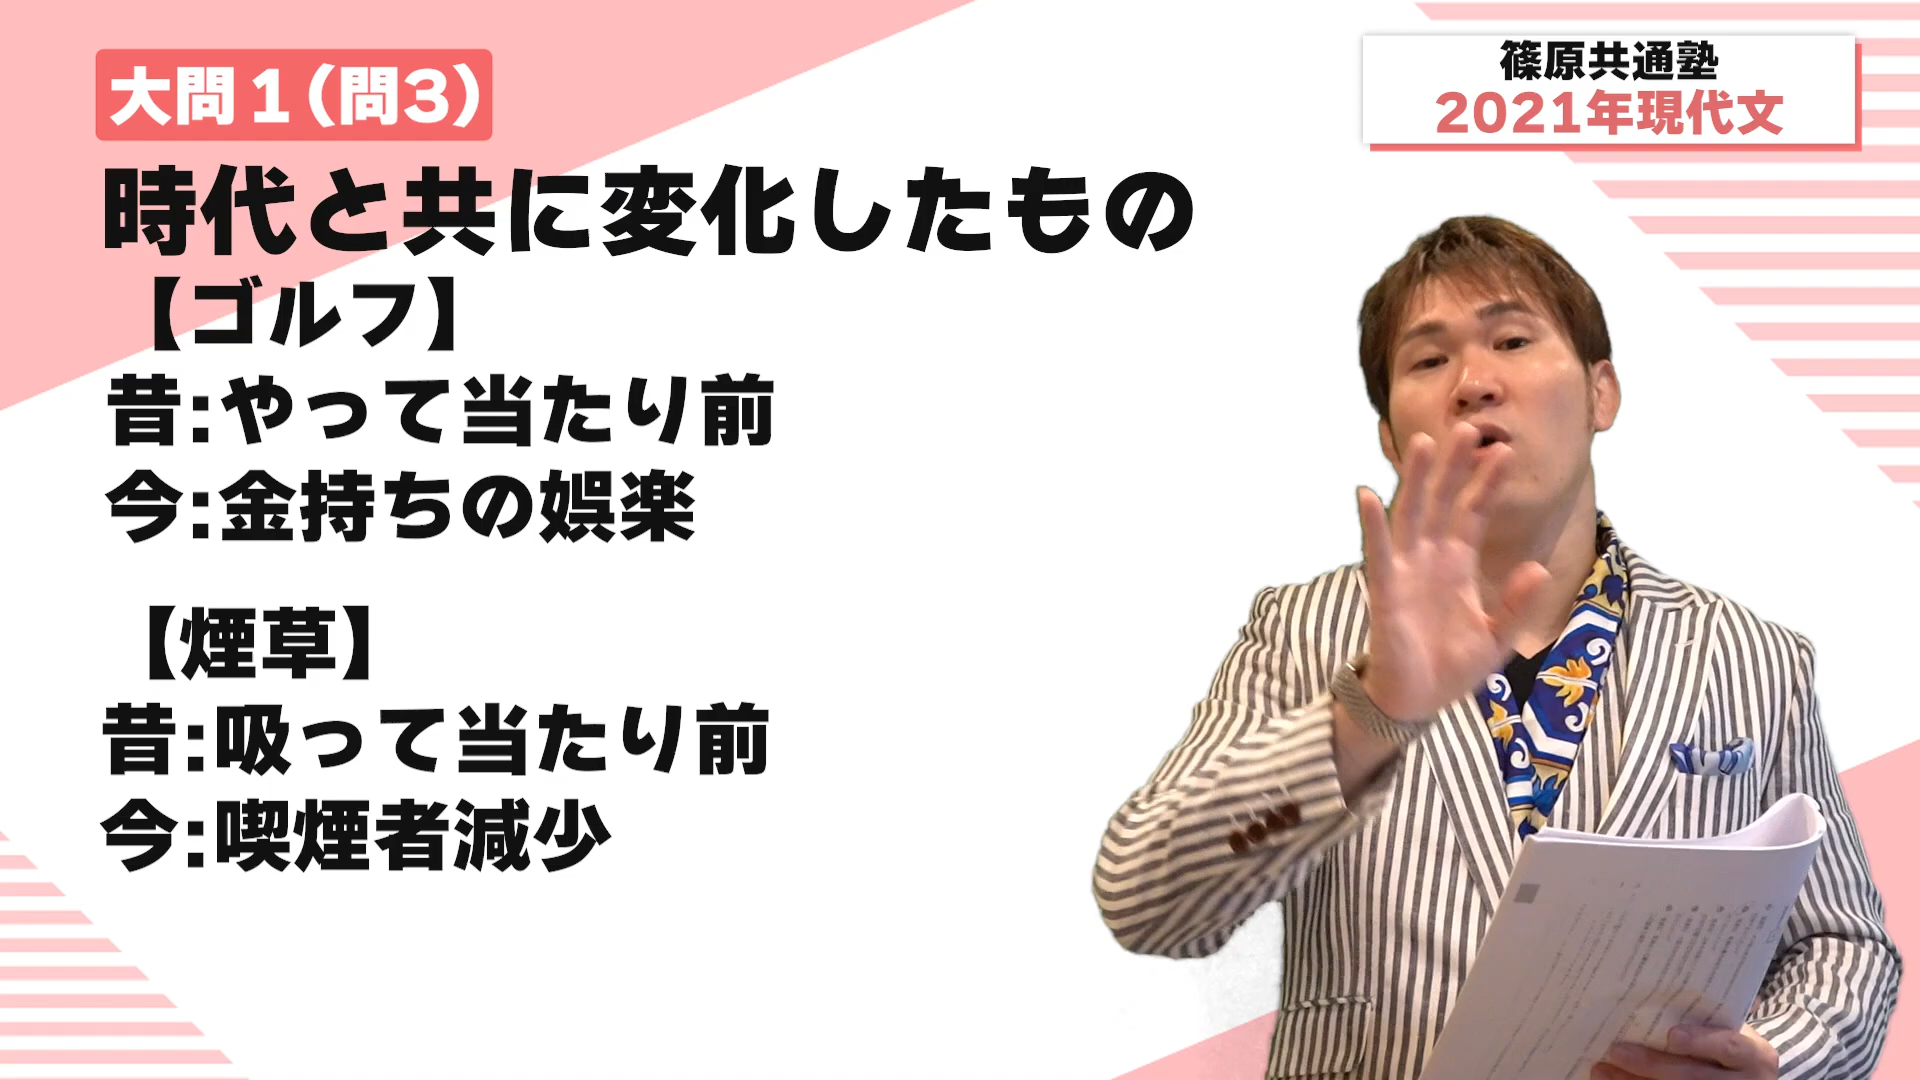 大問1(問3)
篠原共通塾
2021年現代文
時代と共に変化したもの
【ゴルフ】
昔:やって当たり前
今:金持ちの娯楽
【煙草】
昔:吸って当たり前
今:喫煙者減少